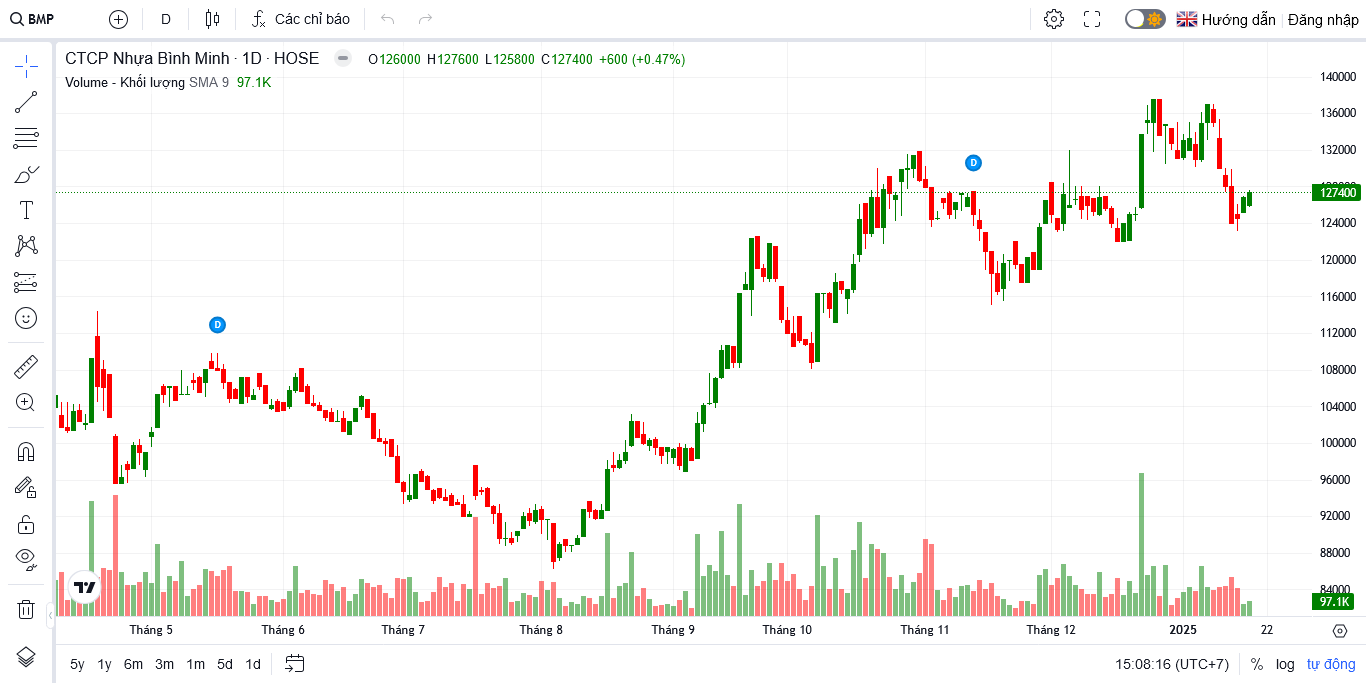 BMP D Các chỉ báo Hướng dẫn Đăng nhập
CTCP Nhựa Bình Minh · 1D · HOSE O126000 H127600 L125800 C127400 +600 (+0.47%)
Volume - Khối lượng SMA 9 97.1K
D
D
140000
136000
132000
127400
124000
120000
116000
112000
108000
104000
100000
96000
92000
88000
84000
97.1K
Tháng 5 Tháng 6 Tháng 7 Tháng 8 Tháng 9 Tháng 10 Tháng 11 Tháng 12 2025 22
5y 1y 6m 3m 1m 5d 1d 15:08:16 (UTC+7) % log tự động